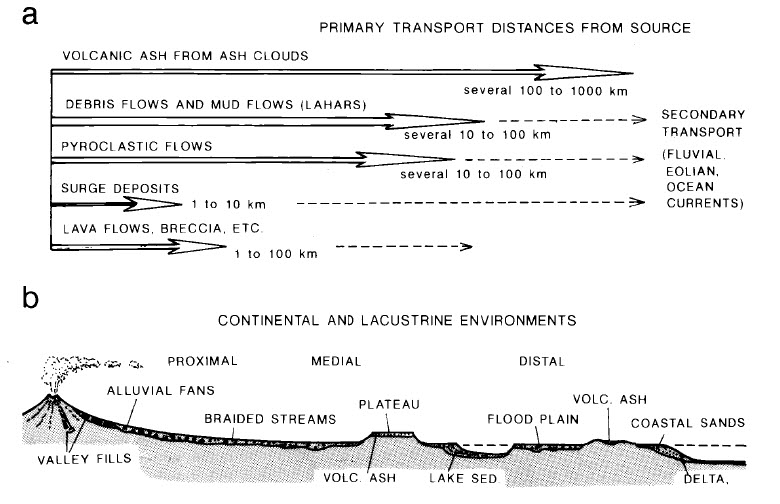 a
PRIMARY TRANSPORT DISTANCES FROM SOURCE
VOLCANIC ASH FROM ASH CLOUDS
several 100 to 1000 km
DEBRIS FLOWS AND MUD FLOWS (LAHARS)
several 10 to 100 km
PYROCLASTIC FLOWS
several 10 to 100 km
SURGE DEPOSITS
1 to 10 km
LAVA FLOWS, BRECCIA, ETC.
1 to 100 km
SECONDARY
TRANSPORT
(FLUVIAL,
EOLIAN,
OCEAN
CURRENTS)
b
CONTINENTAL AND LACUSTRINE ENVIRONMENTS
PROXIMAL MEDIAL DISTAL
ALLUVIAL FANS
BRAIDED STREAMS
PLATEAU
FLOOD PLAIN
VOLC. ASH
COASTAL SANDS
VALLEY FILLS
VOLC. ASH
LAKE SED.
DELTA,